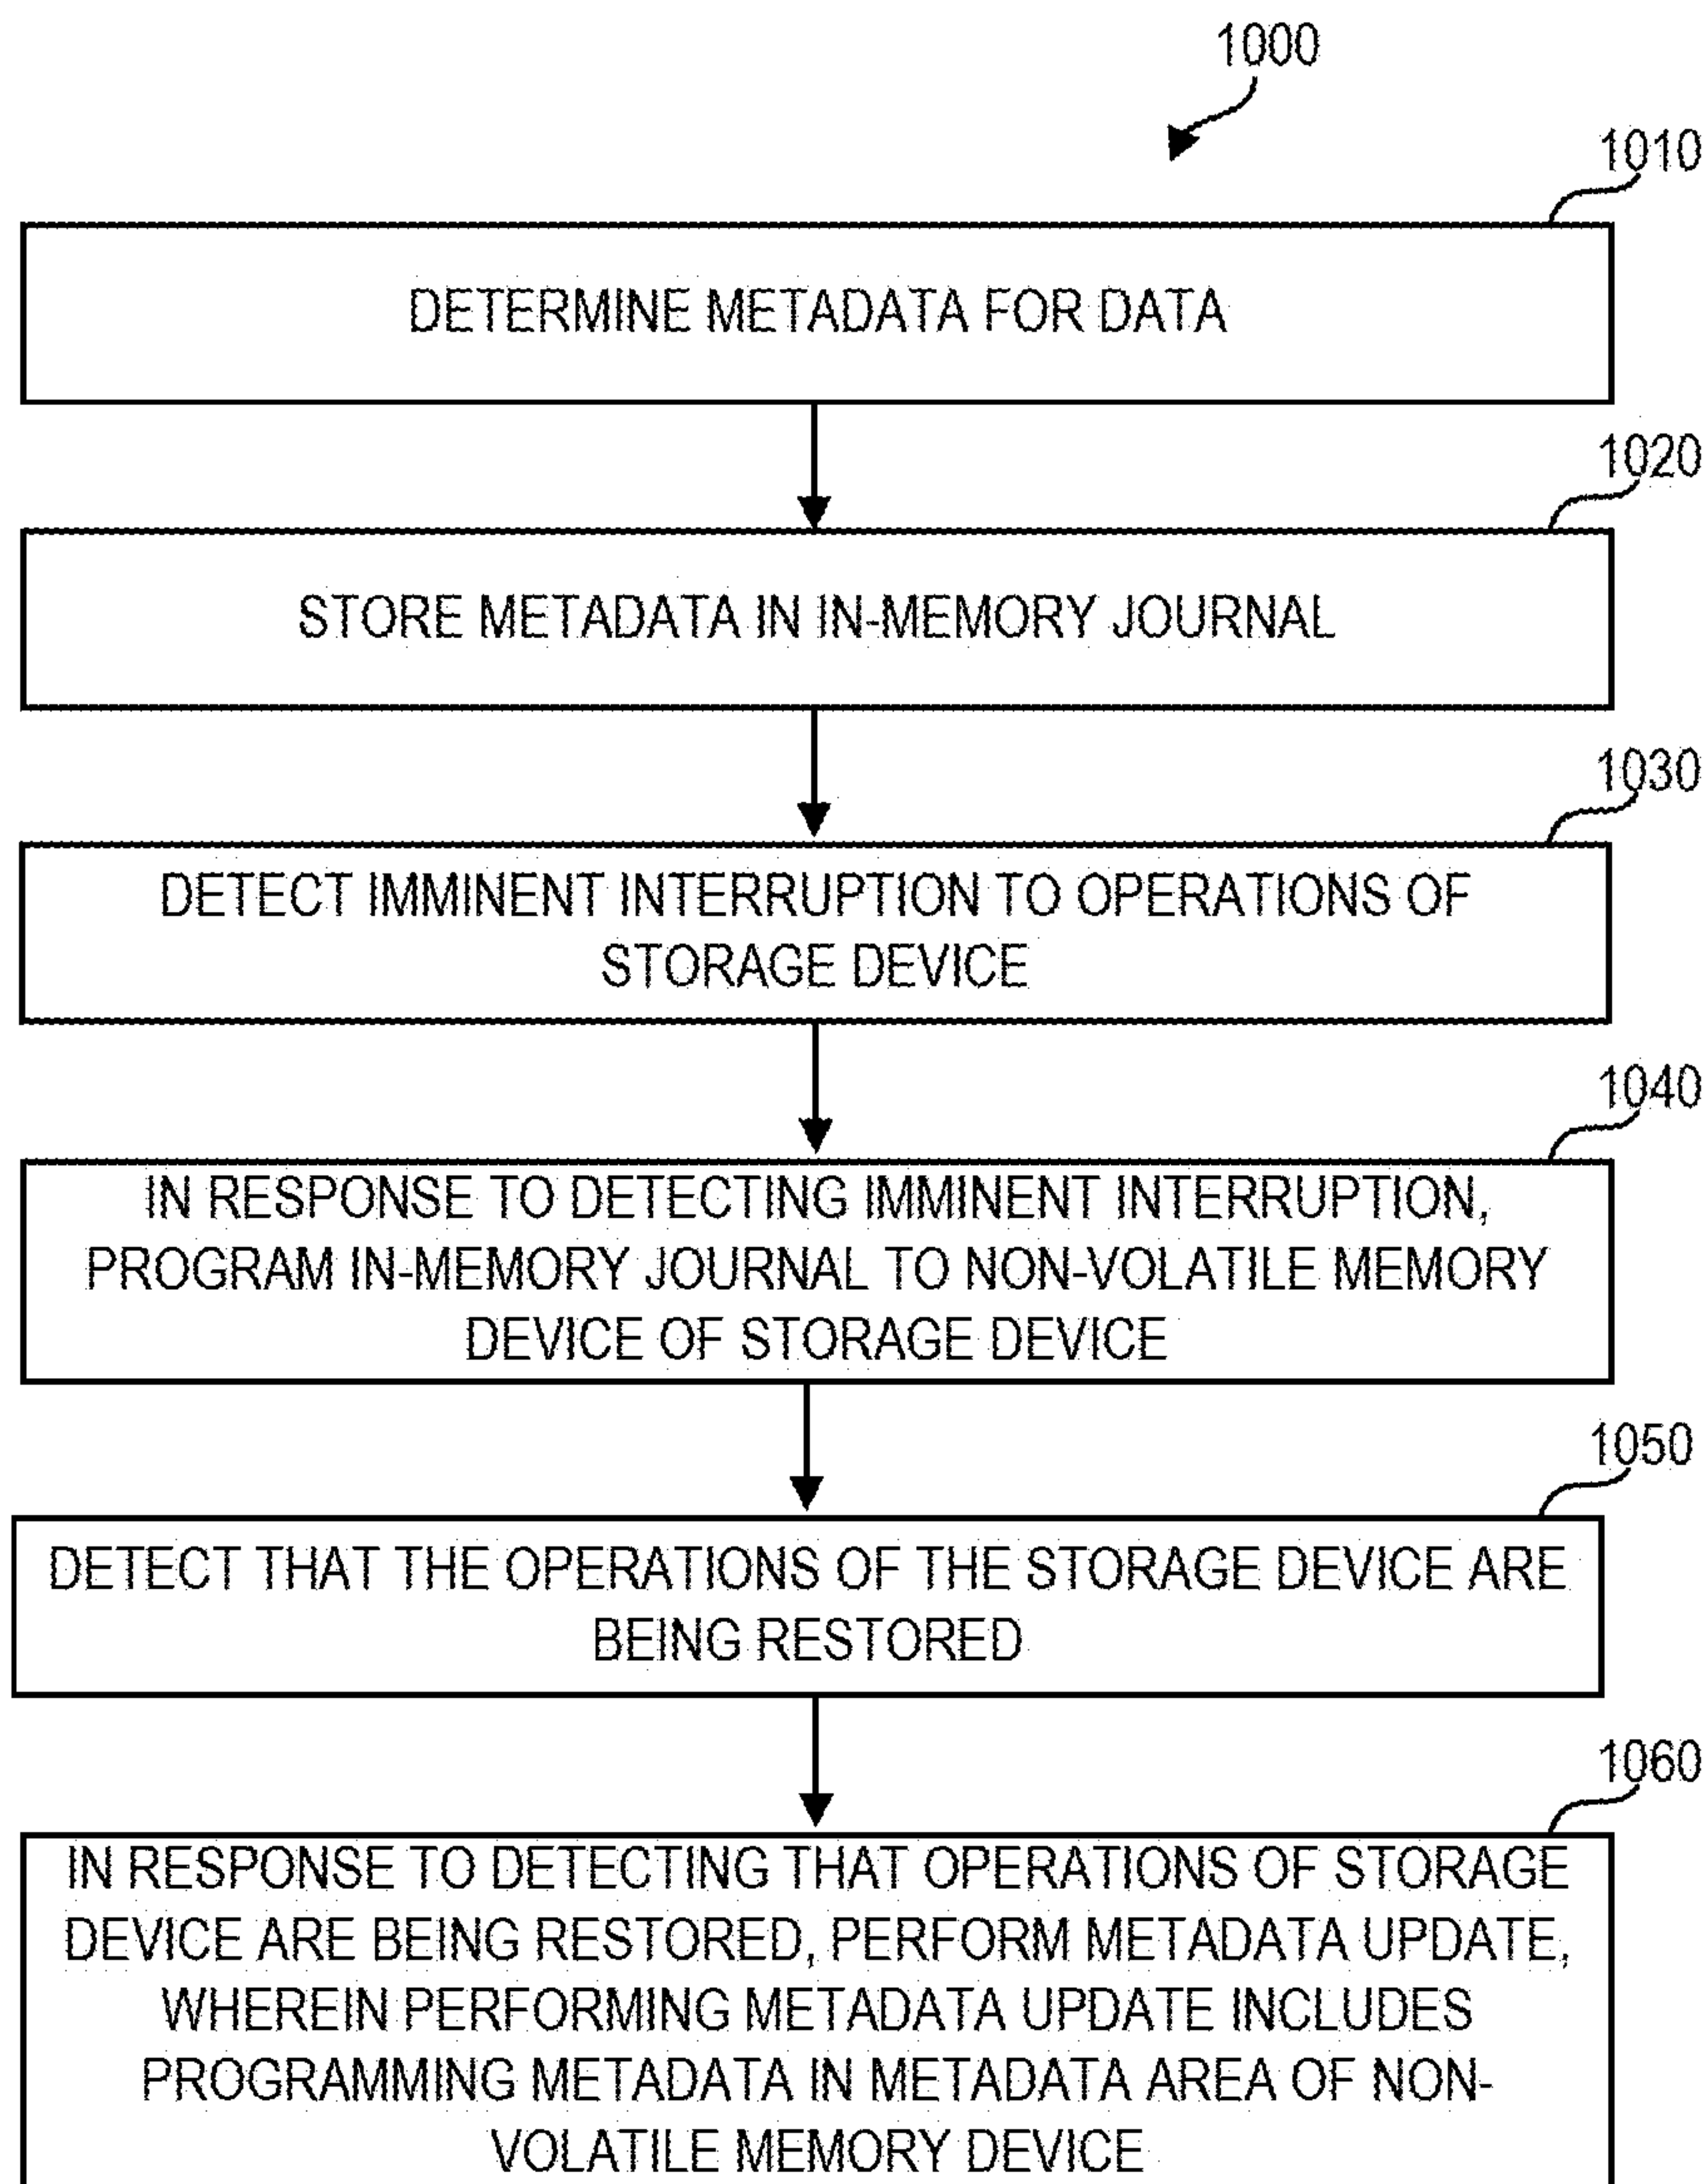 1000
1010
DETERMINE METADATA FOR DATA
1020
STORE METADATA IN IN-MEMORY JOURNAL
1030
DETECT IMMINENT INTERRUPTION TO OPERATIONS OF
STORAGE DEVICE
1040
IN RESPONSE TO DETECTING IMMINENT INTERRUPTION,
PROGRAM IN-MEMORY JOURNAL TO NON-VOLATILE MEMORY
DEVICE OF STORAGE DEVICE
1050
DETECT THAT THE OPERATIONS OF THE STORAGE DEVICE ARE
BEING RESTORED
1060
IN RESPONSE TO DETECTING THAT OPERATIONS OF STORAGE
DEVICE ARE BEING RESTORED, PERFORM METADATA UPDATE,
WHEREIN PERFORMING METADATA UPDATE INCLUDES
PROGRAMMING METADATA IN METADATA AREA OF NON-
VOLATILE MEMORY DEVICE